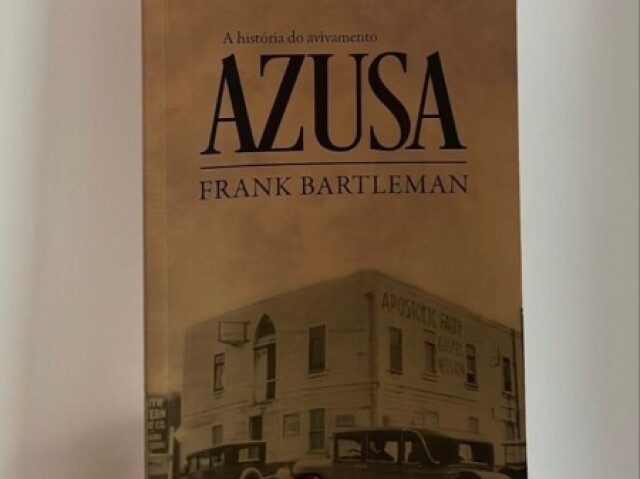 A história do avivamento
AZUSA
FRANK BARTLEMAN
APOSTOLIC FAITH
GOSPEL
MISSION